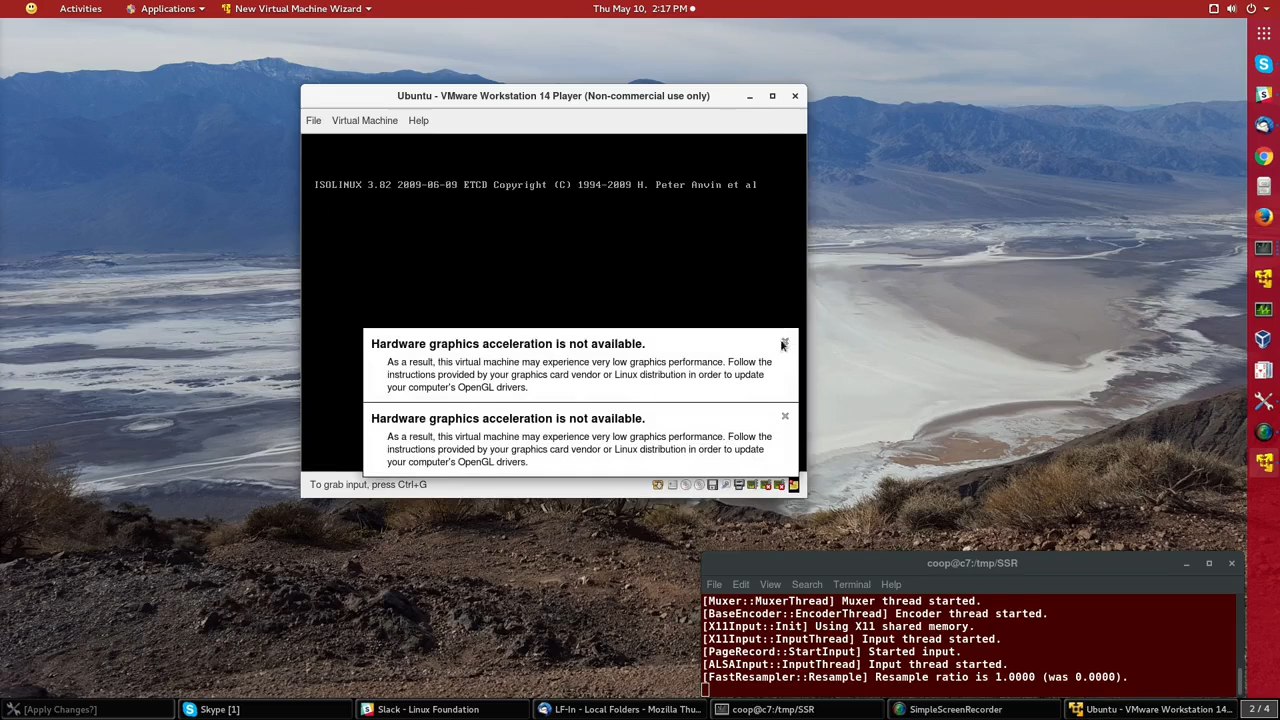 Activities
Applications
New Virtual Machine Wizard
Thu May 10, 2:17 PM
Ubuntu - VMware Workstation 14 Player (Non-commercial use only)
File Virtual Machine Help
ISOLINUX 3.82 2009-06-09 ETCD Copyright (C) 1994-2009 H. Peter Anvin et al
Hardware graphics acceleration is not available.
As a result, this virtual machine may experience very low graphics performance. Follow the
instructions provided by your graphics card vendor or Linux distribution in order to update
your computer's OpenGL drivers.
Hardware graphics acceleration is not available.
As a result, this virtual machine may experience very low graphics performance. Follow the
instructions provided by your graphics card vendor or Linux distribution in order to update
your computer's OpenGL drivers.
To grab input, press Ctrl+G
coop@c7:/tmp/SSR
File Edit View Search Terminal Help
[Muxer::MuxerThread] Muxer thread started.
[BaseEncoder::EncoderThread] Encoder thread started.
[X11Input::Init] Using X11 shared memory.
[X11Input::InputThread] Input thread started.
[PageRecord::StartInput] Started input.
[ALSAInput::InputThread] Input thread started.
[FastResampler::Resample] Resample ratio is 1.0000 (was 0.0000).
[Apply Changes?]
Skype [1]
Slack - Linux Foundation
LF-In - Local Folders - Mozilla Thu...
coop@c7:/tmp/SSR
SimpleScreenRecorder
Ubuntu - VMware Workstation 14...
2 / 4